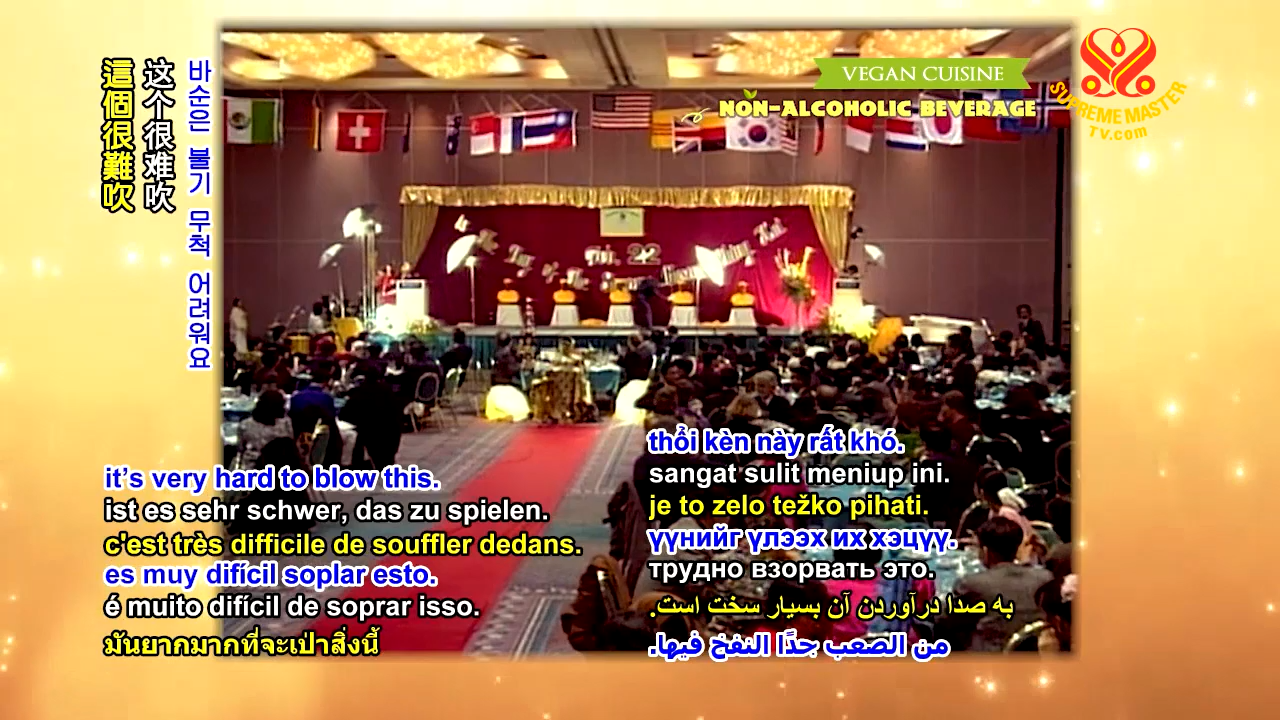 這個很難吹
这个很难吹
바순은 불기 무척 어려워요
VEGAN CUISINE
NON-ALCOHOLIC BEVERAGE
SUPREME MASTER
TV.com
it's very hard to blow this.
ist es sehr schwer, das zu spielen.
c'est très difficile de souffler dedans.
es muy difícil soplar esto.
é muito difícil de soprar isso.
มันยากมากที่จะเป่าสิ่งนี้
thổi kèn này rất khó.
sangat sulit meniup ini.
je to zelo težko pihati.
үүнийг үлээх их хэцүү.
трудно взорвать это.
به صدا درآوردن آن بسیار سخت است.
من الصعب جدًا النفخ فيها.